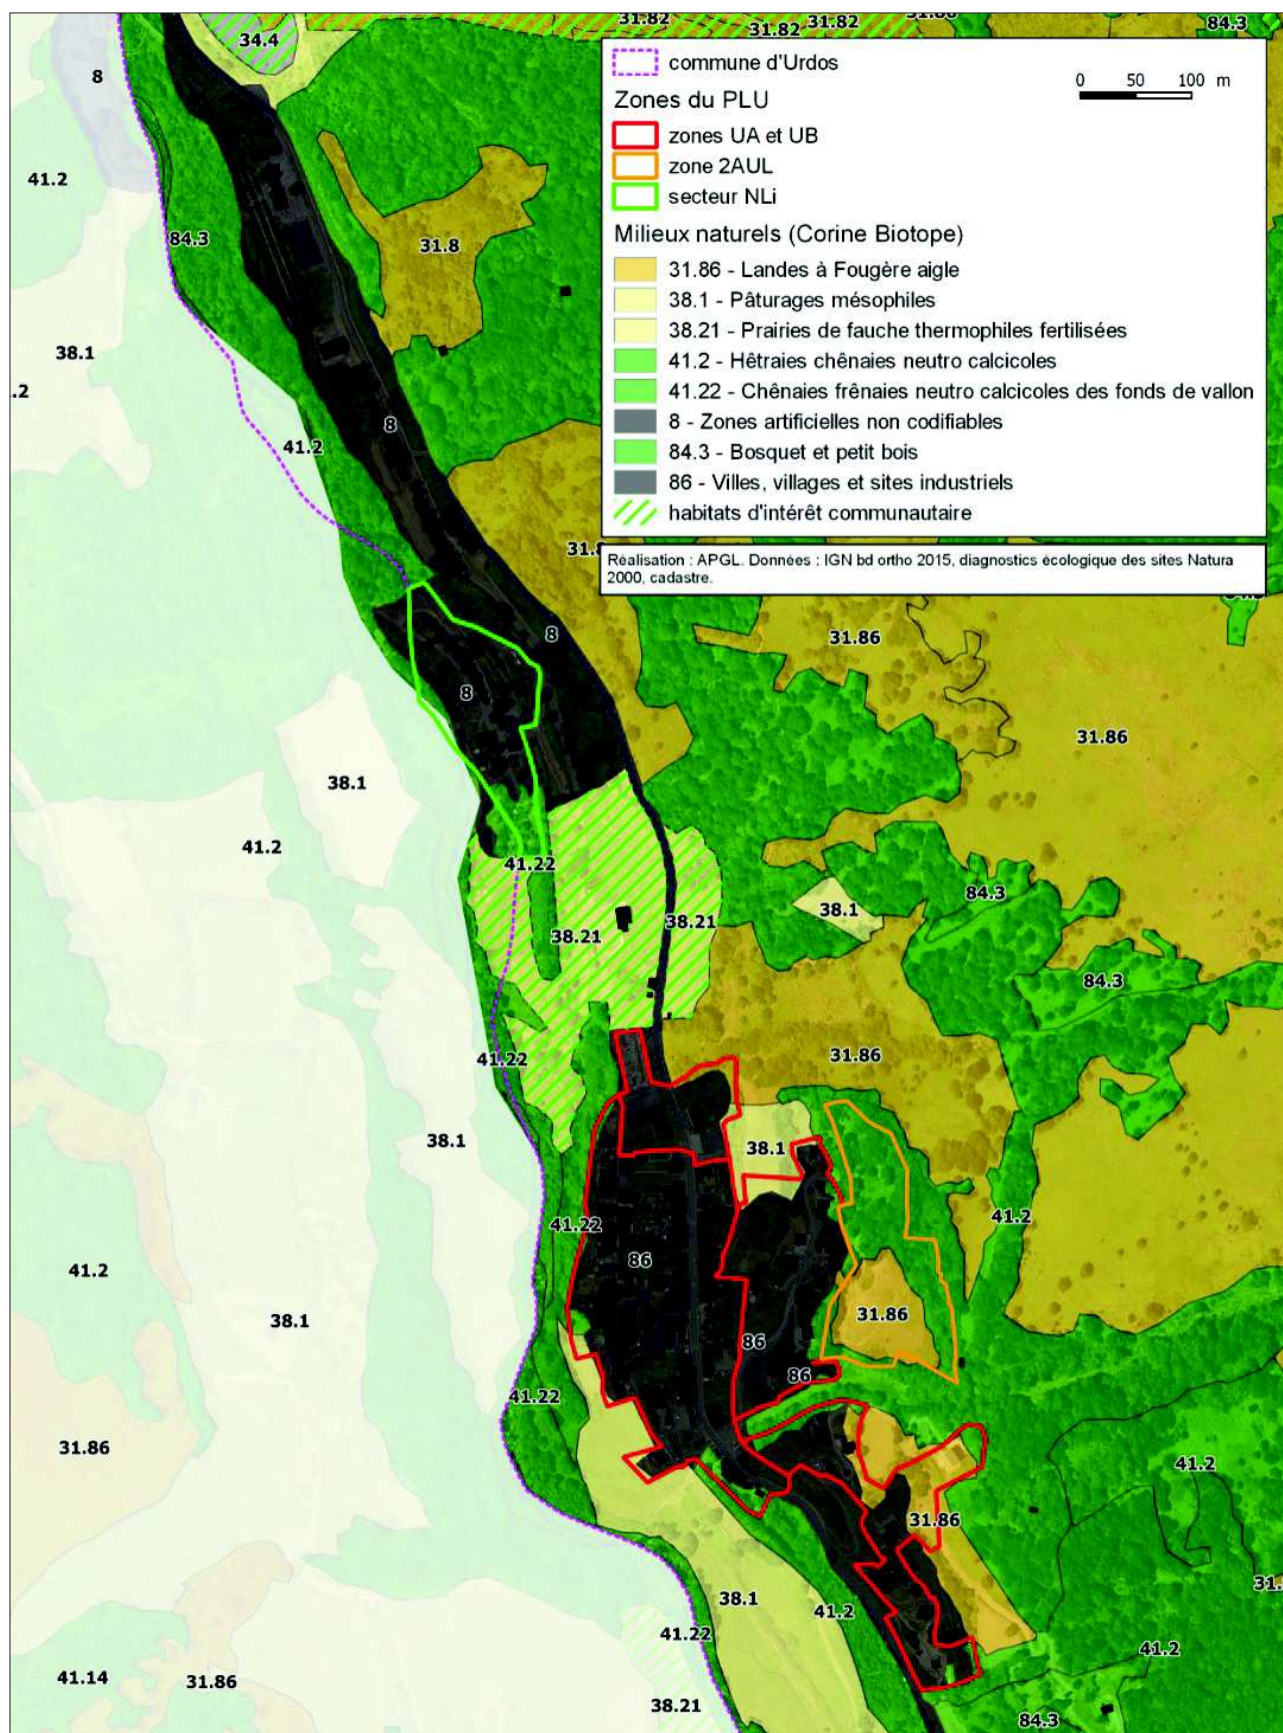 31.82
31.82
31.82
84.3
34.4
8
commune d'Urdos
0 50 100 m
Zones du PLU
zones UA et UB
zone 2AUL
secteur NLi
Milieux naturels (Corine Biotope)
31.86 - Landes à Fougère aigle
38.1 - Pâturages mésophiles
38.21 - Prairies de fauche thermophiles fertilisées
41.2 - Hêtraies chênaies neutro calcicoles
41.22 - Chênaies frênaies neutro calcicoles des fonds de vallon
8 - Zones artificielles non codifiables
84.3 - Bosquet et petit bois
86 - Villes, villages et sites industriels
habitats d'intérêt communautaire
Réalisation : APGL. Données : IGN bd ortho 2015, diagnostics écologique des sites Natura
2000, cadastre.
41.2
84.3
31.8
38.1
.2
8
41.2
31.8
8
31.86
8
31.86
38.1
41.2
41.22
84.3
38.1
38.21
38.21
84.3
41.22
31.86
38.1
38.1
41.2
41.22
86
41.2
38.1
31.86
86
86
41.22
31.86
41.2
31.86
31.
38.1
41.2
41.22
41.2
41.14
31.86
38.21
84.3